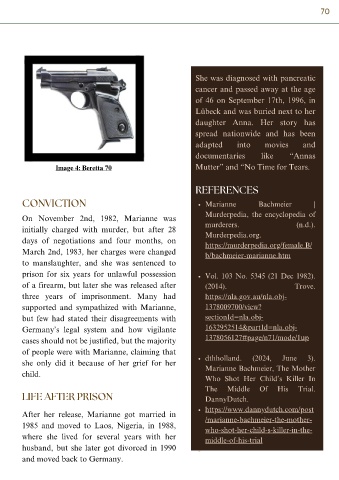 70
Image 4: Beretta 70
CONVICTION
On November 2nd, 1982, Marianne was
initially charged with murder, but after 28
days of negotiations and four months, on
March 2nd, 1983, her charges were changed
to manslaughter, and she was sentenced to
prison for six years for unlawful possession
of a firearm, but later she was released after
three years of imprisonment. Many had
supported and sympathized with Marianne,
but few had stated their disagreements with
Germany's legal system and how vigilante
cases should not be justified, but the majority
of people were with Marianne, claiming that
she only did it because of her grief for her
child.
LIFE AFTER PRISON
After her release, Marianne got married in
1985 and moved to Laos, Nigeria, in 1988,
where she lived for several years with her
husband, but she later got divorced in 1990
and moved back to Germany.
She was diagnosed with pancreatic
cancer and passed away at the age
of 46 on September 17th, 1996, in
Lübeck and was buried next to her
daughter Anna. Her story has
spread nationwide and has been
adapted into movies and
documentaries like "Annas
Mutter" and "No Time for Tears.
REFERENCES
• Marianne Bachmeier |
Murderpedia, the encyclopedia of
murderers. (n.d.).
Murderpedia.org.
https://murderpedia.org/female.B/
b/bachmeier-marianne.htm
• Vol. 103 No. 5345 (21 Dec 1982).
(2014). Trove.
https://nla.gov.au/nla.obj-
1378009700/view?
sectionId=nla.obj-
1632952514&partId=nla.obj-
1378056127#page/n71/mode/1up
• dthholland. (2024, June 3).
Marianne Bachmeier, The Mother
Who Shot Her Child's Killer In
The Middle Of His Trial.
DannyDutch.
• https://www.dannydutch.com/post
/marianne-bachmeier-the-mother-
who-shot-her-child-s-killer-in-the-
middle-of-his-trial